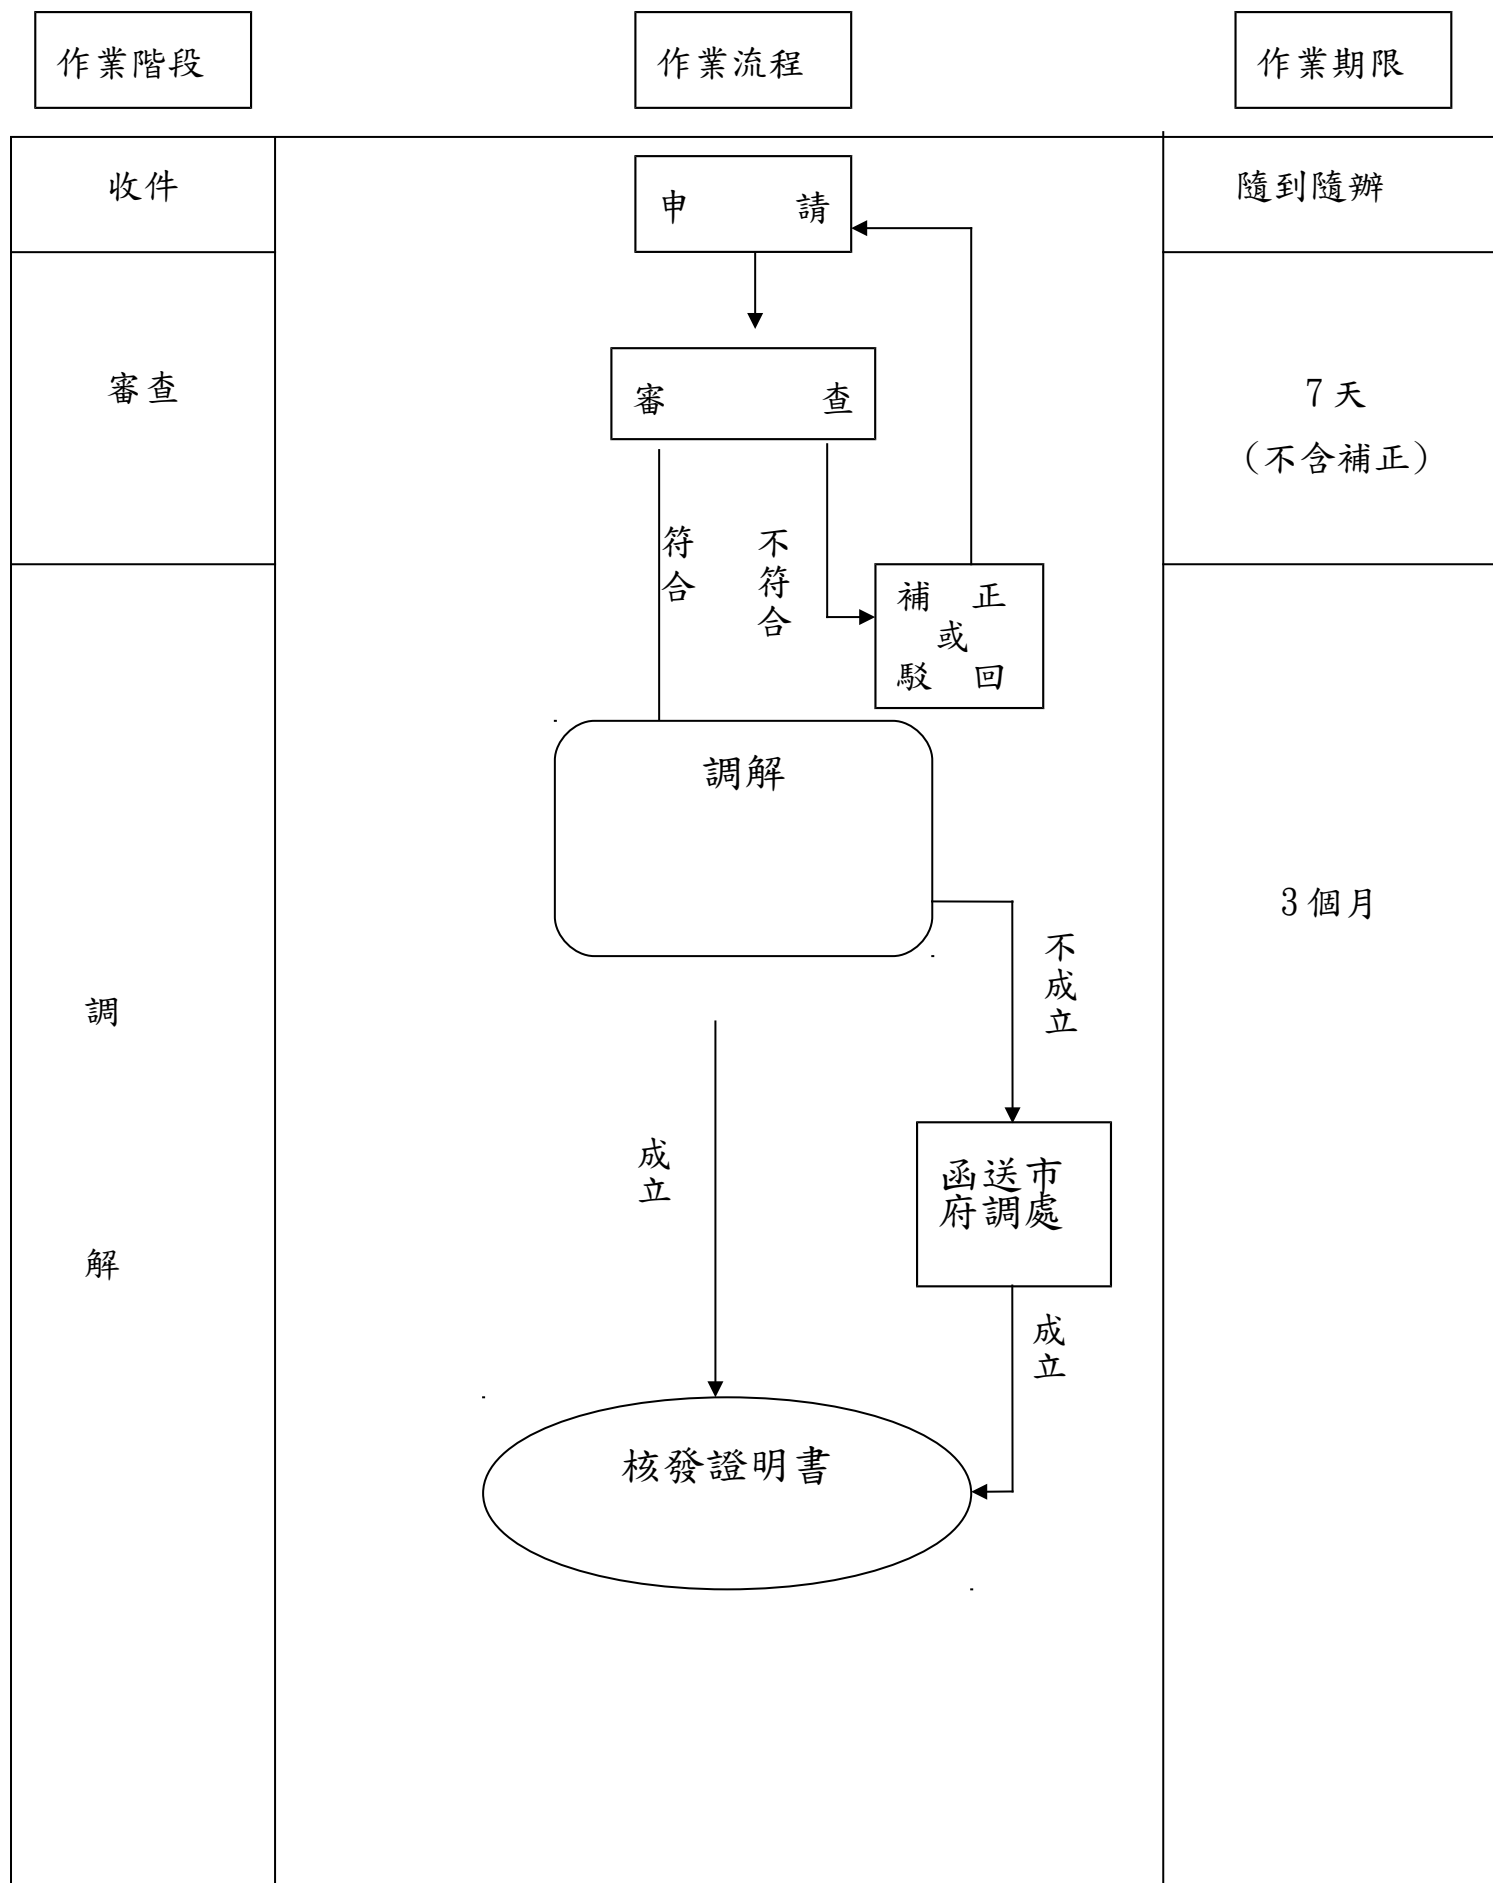 作業階段
作業流程
作業期限
收件
申 請
隨到隨辦
審查
審 查
7天
（不含補正）
符合
不符合
補 正
或
駁 回
調解
3個月
不成立
調
解
成立
函送市
府調處
成立
核發證明書